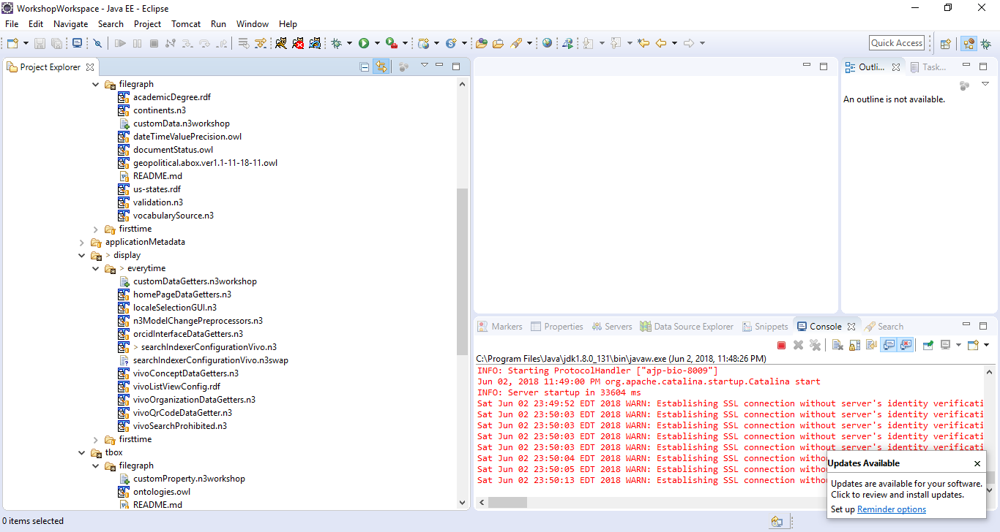 WorkshopWorkspace - Java EE - Eclipse
File Edit Navigate Search Project Tomcat Run Window Help
Quick Access
Project Explorer
filegraph
academicDegree.rdf
continents.n3
customData.n3workshop
dateTimeValuePrecision.owl
documentStatus.owl
geopolitical.abox.ver1.1-11-18-11.owl
README.md
us-states.rdf
validation.n3
vocabularySource.n3
firsttime
applicationMetadata
> display
> everytime
customDataGetters.n3workshop
homePageDataGetters.n3
localeSelectionGUI.n3
n3ModelChangePreprocessors.n3
orcidInterfaceDataGetters.n3
> searchIndexerConfigurationVivo.n3
searchIndexerConfigurationVivo.n3swap
vivoConceptDataGetters.n3
vivoListViewConfig.rdf
vivoOrganizationDataGetters.n3
vivoQrCodeDataGetter.n3
vivoSearchProhibited.n3
firsttime
tbox
filegraph
customProperty.n3workshop
ontologies.owl
README.md
Outli... Task...
An outline is not available.
Markers Properties Servers Data Source Explorer Snippets Console Search
C:\Program Files\Java\jdk1.8.0_131\bin\javaw.exe (Jun 2, 2018, 11:48:26 PM)
INFO: Starting ProtocolHandler ["ajp-bio-8009"]
Jun 02, 2018 11:49:00 PM org.apache.catalina.startup.Catalina start
INFO: Server startup in 33604 ms
Sat Jun 02 23:49:52 EDT 2018 WARN: Establishing SSL connection without server's identity verificati
Sat Jun 02 23:50:03 EDT 2018 WARN: Establishing SSL connection without server's identity verificati
Sat Jun 02 23:50:03 EDT 2018 WARN: Establishing SSL connection without server's identity verificati
Sat Jun 02 23:50:03 EDT 2018 WARN: Establishing SSL connection without server's identity verificati
Sat Jun 02 23:50:03 EDT 2018 WARN: Establishing SSL connection without server's identity verificati
Sat Jun 02 23:50:04 EDT 2018 WARN: Establishing SSL connection witho
Sat Jun 02 23:50:05 EDT 2018 WARN: Establishing SSL connection witho
Sat Jun 02 23:50:13 EDT 2018 WARN: Establishing SSL connection witho
Updates Available
Updates are available for your software.
Click to review and install updates.
Set up Reminder options
0 items selected